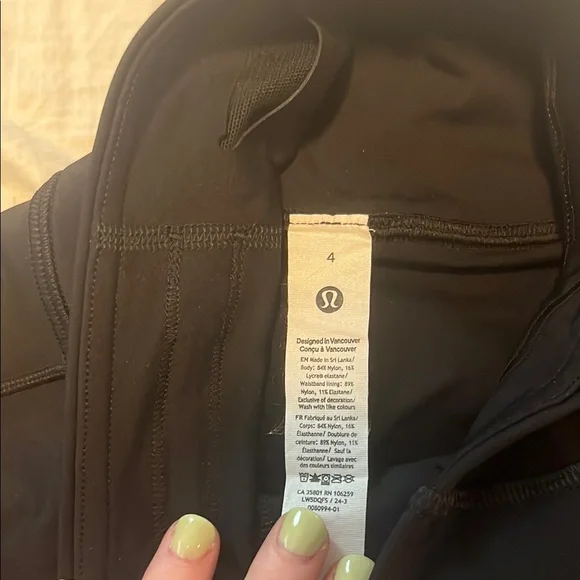 4
Designed in Vancouver
Conçu à Vancouver
EN Made in Sri Lanka/
Body: 84% Nylon, 16%
Lycra® elastane/
Waistband lining: 89%
Nylon, 11% Elastane/
Exclusive of decoration/
Wash with like colours
FR Fabriqué au Sri Lanka/
Corps: 84% Nylon, 16%
Élasthanne/ Doublure de
ceinture: 89% Nylon, 11%
Élasthanne/ Sauf la
décoration/ Lavage avec
des couleurs similaires
CA 35801 RN 106259
LW5DQFS / 24-3
0080994-01